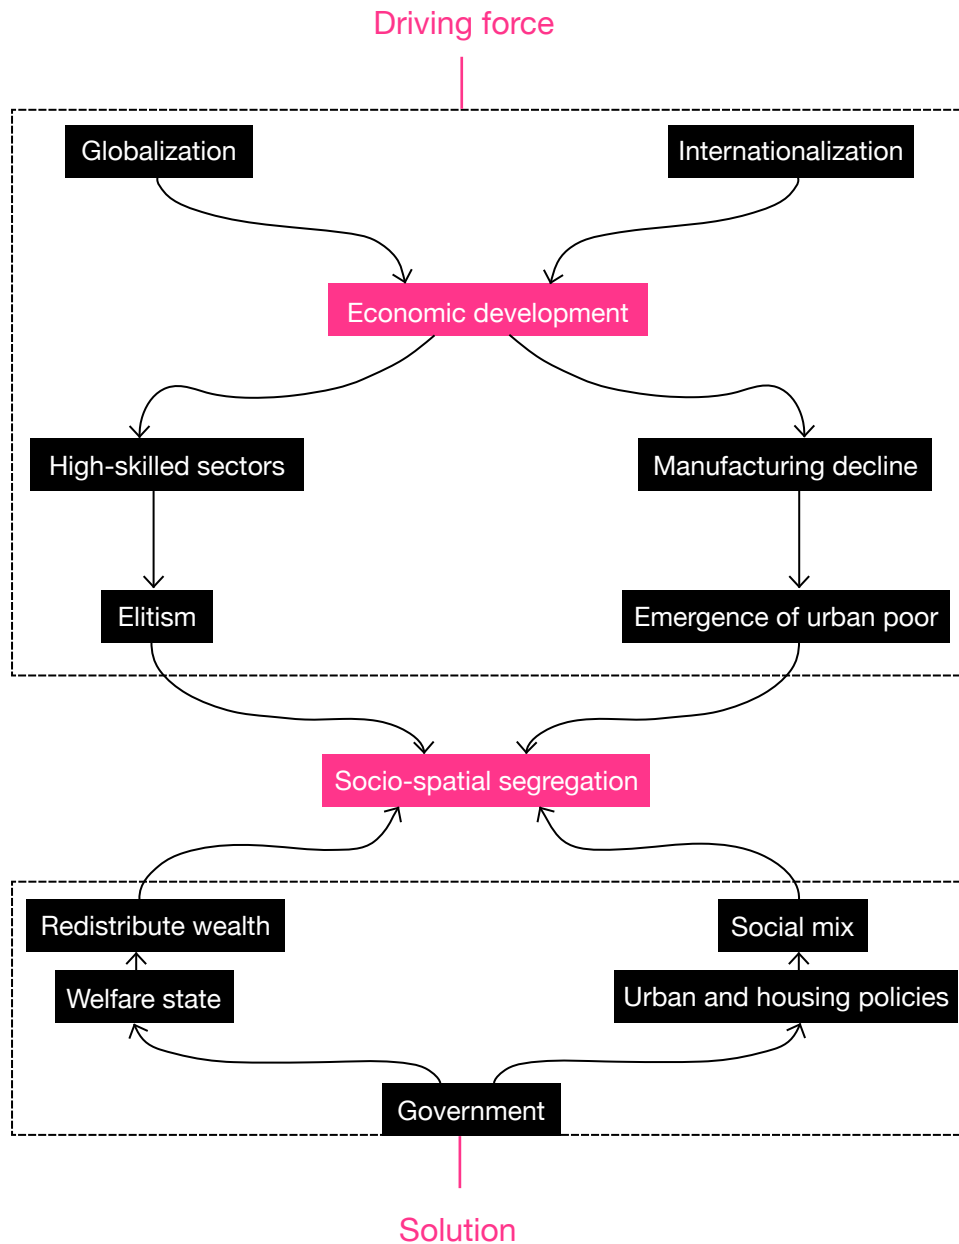 Driving force
Globalization
Internationalization
Economic development
High-skilled sectors
Manufacturing decline
Elitism
Emergence of urban poor
Socio-spatial segregation
Redistribute wealth
Social mix
Welfare state
Urban and housing policies
Government
Solution